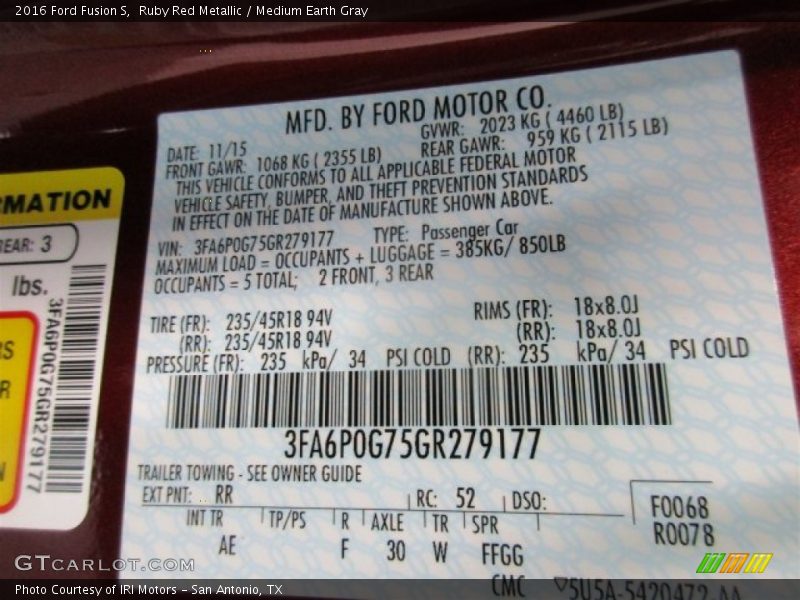 2016 Ford Fusion S,  Ruby Red Metallic / Medium Earth Gray
MFD. BY FORD MOTOR CO.
DATE: 11/15
GVWR: 2023 KG ( 4460 LB)
FRONT GAWR: 1068 KG ( 2355 LB)
REAR GAWR: 959 KG ( 2115 LB)
THIS VEHICLE CONFORMS TO ALL APPLICABLE FEDERAL MOTOR
VEHICLE SAFETY, BUMPER, AND THEFT PREVENTION STANDARDS
IN EFFECT ON THE DATE OF MANUFACTURE SHOWN ABOVE.
VIN: 3FA6P0G75GR279177 TYPE: Passenger Car
MAXIMUM LOAD = OCCUPANTS + LUGGAGE = 385KG/ 850LB
OCCUPANTS = 5 TOTAL; 2 FRONT, 3 REAR
TIRE (FR): 235/45R18 94V RIMS (FR): 18x8.0J
(RR): 235/45R18 94V (RR): 18x8.0J
PRESSURE (FR): 235 kPa/ 34 PSI COLD (RR): 235 kPa/ 34 PSI COLD
3FA6P0G75GR279177
TRAILER TOWING - SEE OWNER GUIDE
EXT PNT: RR RC: 52 DSO:
F0068
R0078
INT TR TP/PS R AXLE TR SPR
AE F 30 W FFGG
CMC 5U5A-5420472-AA
RMATION
REAR: 3
lbs.
3FA6P0G75GR279177
GTcarlot.com
Photo Courtesy of IRI Motors – San Antonio, TX